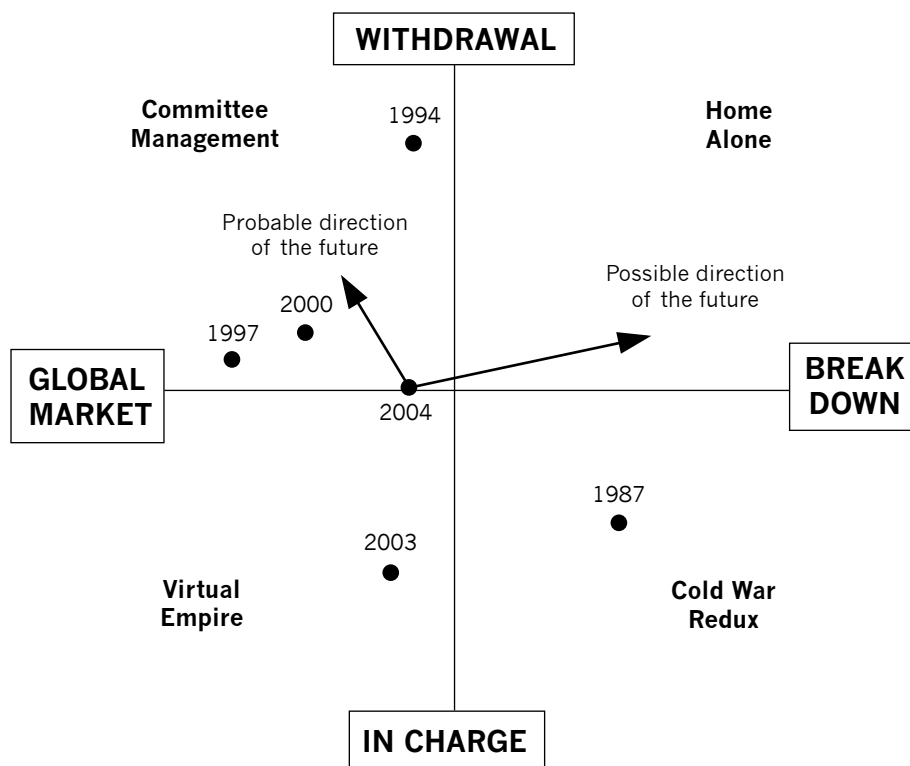 WITHDRAWAL
Committee
Management
1994
Home
Alone
Probable direction
of the future
Possible direction
of the future
2000
1997
GLOBAL
MARKET
2004
BREAK
DOWN
1987
2003
Virtual
Empire
Cold War
Redux
IN CHARGE